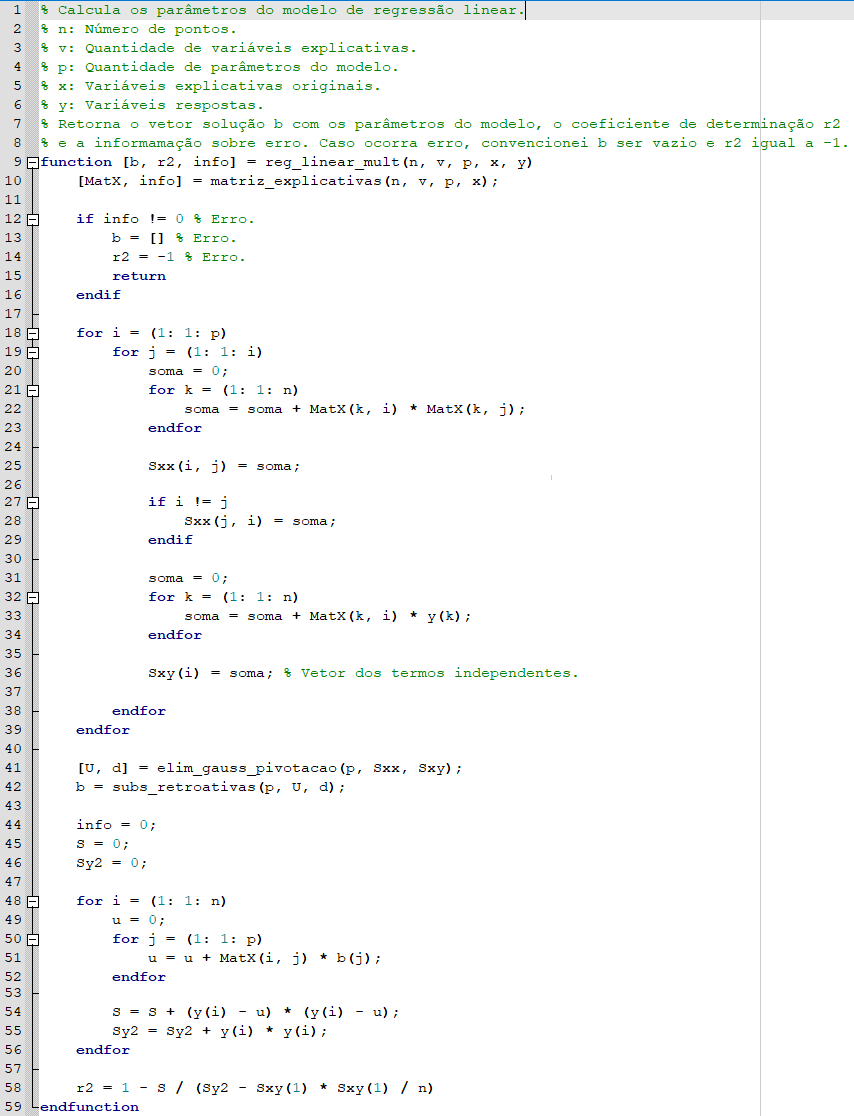 1 % Calcula os parâmetros do modelo de regressão linear.
2 % n: Número de pontos.
3 % v: Quantidade de variáveis explicativas.
4 % p: Quantidade de parâmetros do modelo.
5 % x: Variáveis explicativas originais.
6 % y: Variáveis respostas.
7 % Retorna o vetor solução b com os parâmetros do modelo, o coeficiente de determinação r2
8 % e a informamação sobre erro. Caso ocorra erro, convencionei b ser vazio e r2 igual a -1.
9 function [b, r2, info] = reg_linear_mult(n, v, p, x, y)
10     [MatX, info] = matriz_explicativas(n, v, p, x);
11
12     if info != 0 % Erro.
13         b = [] % Erro.
14         r2 = -1 % Erro.
15         return
16     endif
17
18     for i = (1: 1: p)
19         for j = (1: 1: i)
20             soma = 0;
21             for k = (1: 1: n)
22                 soma = soma + MatX(k, i) * MatX(k, j);
23             endfor
24
25             Sxx(i, j) = soma;
26
27             if i != j
28                 Sxx(j, i) = soma;
29             endif
30
31             soma = 0;
32             for k = (1: 1: n)
33                 soma = soma + MatX(k, i) * y(k);
34             endfor
35
36             Sxy(i) = soma; % Vetor dos termos independentes.
37
38         endfor
39     endfor
40
41     [U, d] = elim_gauss_pivotacao(p, Sxx, Sxy);
42     b = subs_retroativas(p, U, d);
43
44     info = 0;
45     S = 0;
46     Sy2 = 0;
47
48     for i = (1: 1: n)
49         u = 0;
50         for j = (1: 1: p)
51             u = u + MatX(i, j) * b(j);
52         endfor
53
54         S = S + (y(i) - u) * (y(i) - u);
55         Sy2 = Sy2 + y(i) * y(i);
56     endfor
57
58     r2 = 1 - S / (Sy2 - Sxy(1) * Sxy(1) / n)
59 endfunction